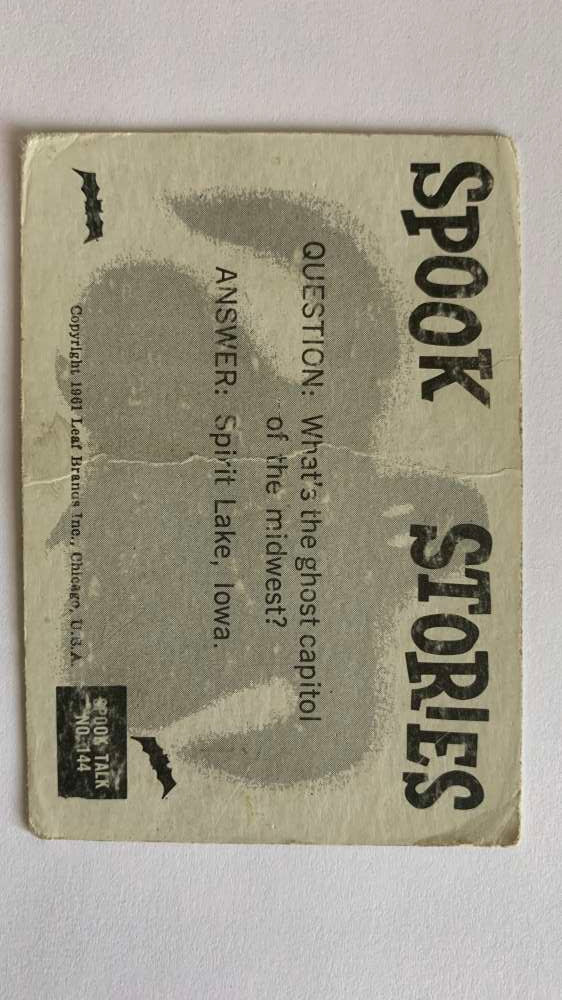 SPOOK STORIES
QUESTION: What's the ghost capitol
of the midwest?
ANSWER: Spirit Lake, Iowa.
Copyright 1961 Leaf Brands Inc., Chicago, U.S.A.
SPOOK TALK
NO. 144